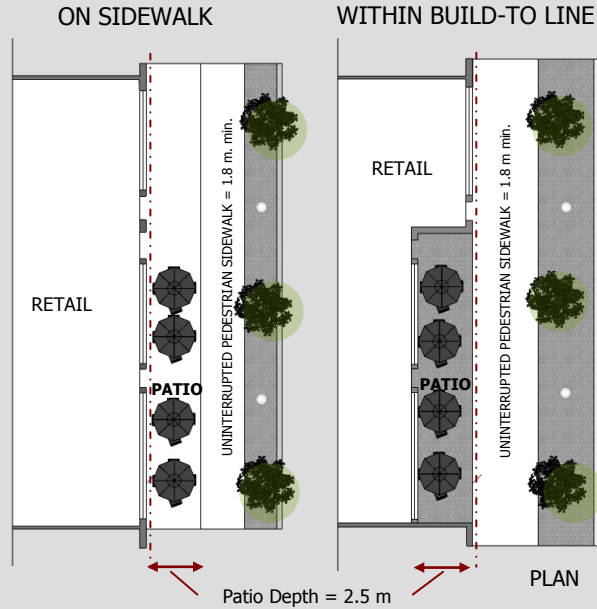 ON SIDEWALK
WITHIN BUILD-TO LINE
UNINTERRUPTED PEDESTRIAN SIDEWALK = 1.8 m. min.
RETAIL
PATIO
RETAIL
UNINTERRUPTED PEDESTRIAN SIDEWALK = 1.8 m min.
PATIO
Patio Depth = 2.5 m
PLAN